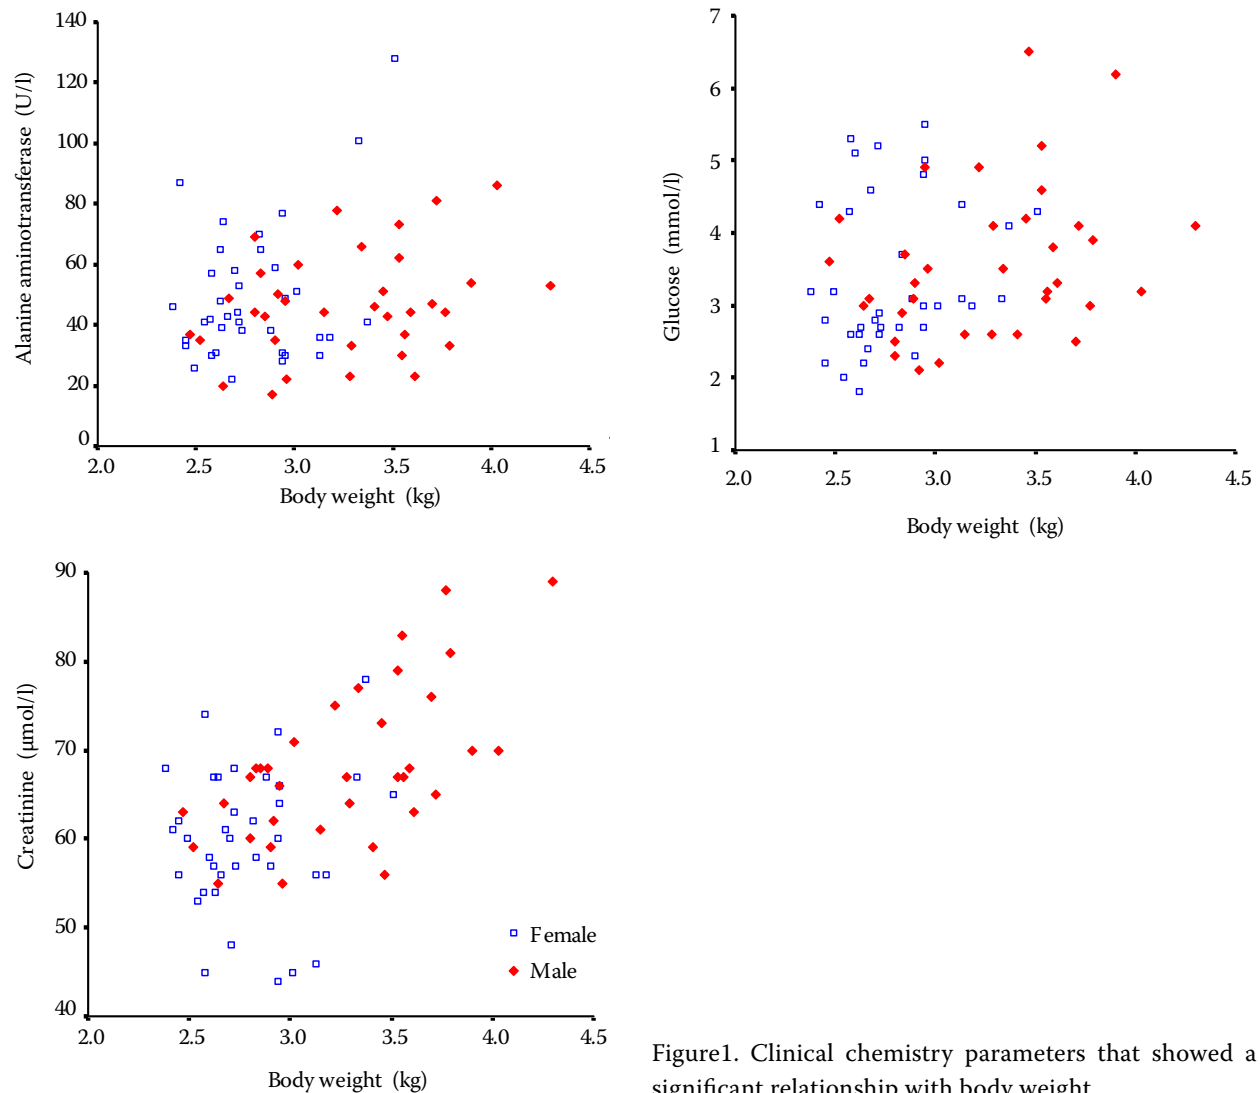 140
120
100
80
60
40
20
0
Alanine aminotransferase (U/l)
2.0 2.5 3.0 3.5 4.0 4.5
Body weight (kg)
7
6
5
4
3
2
1
Glucose (mmol/l)
2.0 2.5 3.0 3.5 4.0 4.5
Body weight (kg)
90
80
70
60
50
40
Creatinine (µmol/l)
Female
Male
2.0 2.5 3.0 3.5 4.0 4.5
Body weight (kg)
Figure1. Clinical chemistry parameters that showed a
significant relationship with body weight